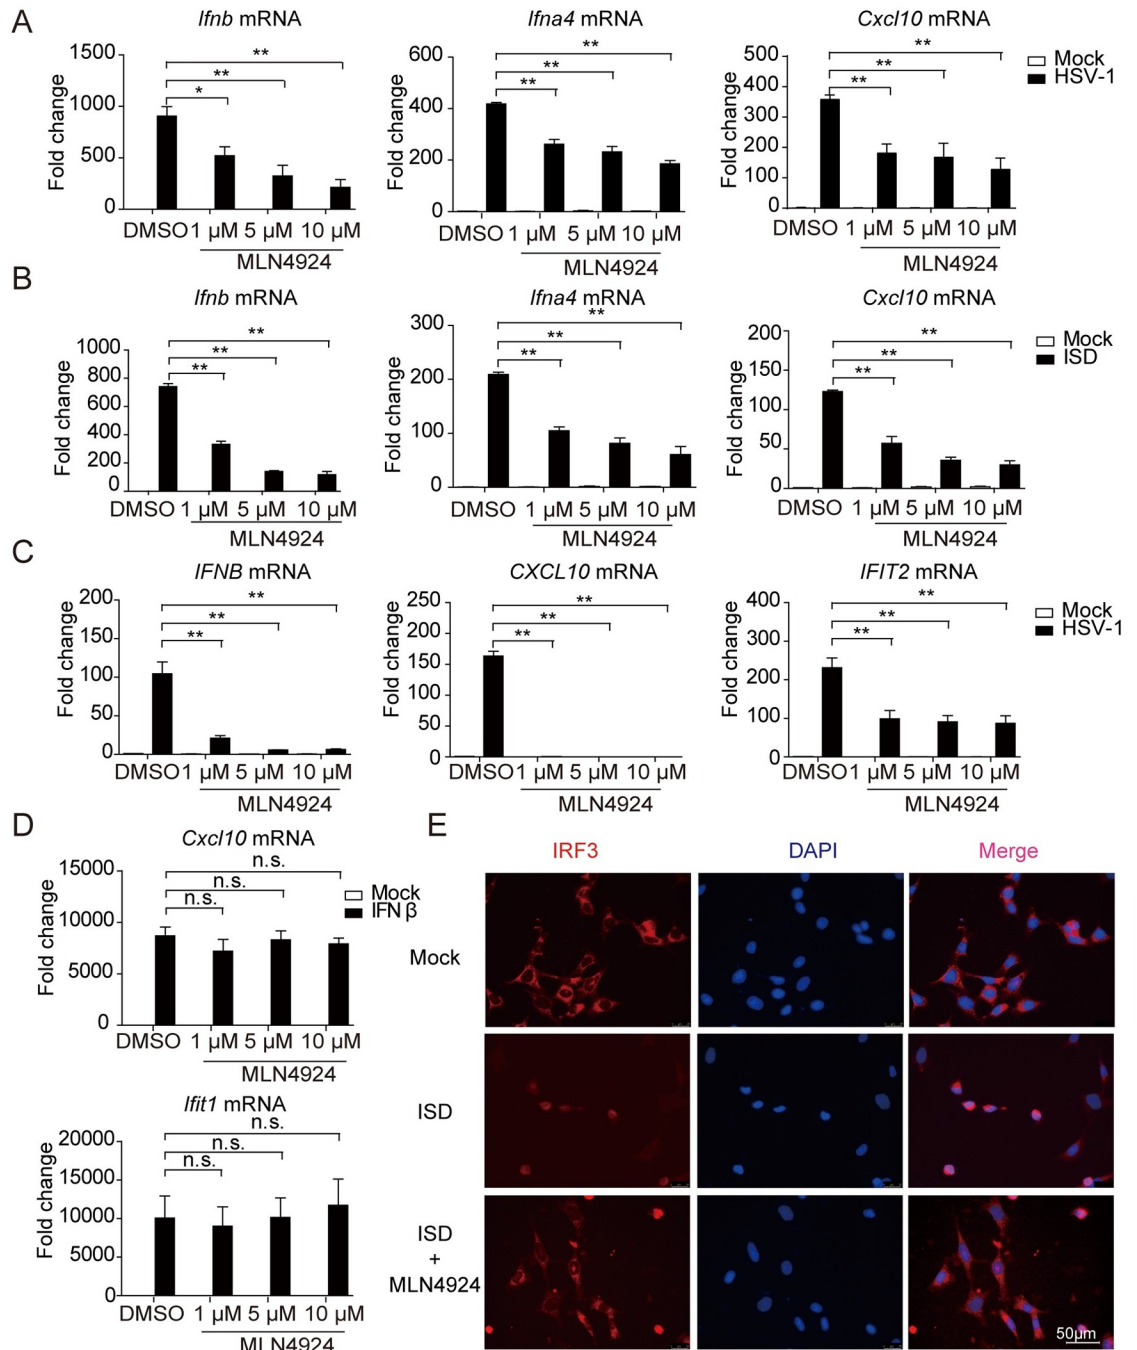 A
Ifnb mRNA
Fold change
1500
1000
500
0
**
**
*
DMSO 1 µM 5 µM 10 µM
MLN4924
Ifna4 mRNA
Fold change
600
400
200
0
**
**
**
DMSO 1 µM 5 µM 10 µM
MLN4924
Cxcl10 mRNA
Fold change
500
400
300
200
100
0
**
**
**
DMSO 1 µM 5 µM 10 µM
MLN4924
Mock
HSV-1
B
Ifnb mRNA
Fold change
1000
800
600
400
200
0
**
**
**
DMSO 1 µM 5 µM 10 µM
MLN4924
Ifna4 mRNA
Fold change
300
200
100
0
**
**
**
DMSO 1 µM 5 µM 10 µM
MLN4924
Cxcl10 mRNA
Fold change
200
150
100
50
0
**
**
**
DMSO 1 µM 5 µM 10 µM
MLN4924
Mock
ISD
C
IFNB mRNA
Fold change
200
150
100
50
0
**
**
**
DMSO1 µM 5 µM 10 µM
MLN4924
CXCL10 mRNA
Fold change
250
200
150
100
50
0
**
**
**
DMSO 1 µM 5 µM 10 µM
MLN4924
IFIT2 mRNA
Fold change
400
300
200
100
0
**
**
**
DMSO1 µM 5 µM 10 µM
MLN4924
Mock
HSV-1
D
Cxcl10 mRNA
Fold change
15000
10000
5000
0
n.s.
n.s.
n.s.
Mock
IFN β
DMSO 1 µM 5 µM 10 µM
MLN4924
Ifit1 mRNA
Fold change
20000
15000
10000
5000
0
n.s.
n.s.
n.s.
DMSO 1 µM 5 µM 10 µM
MLN4924
E
IRF3 DAPI Merge
Mock
ISD
ISD
+
MLN4924
50µm